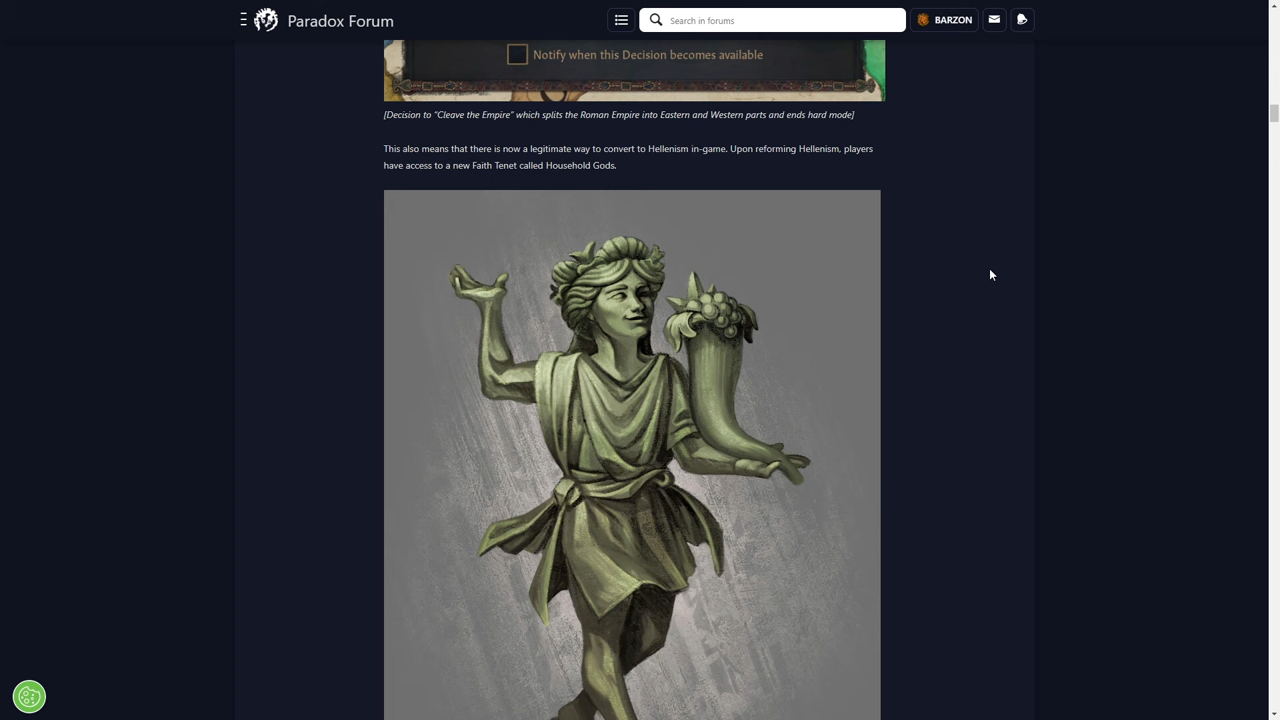 Paradox Forum
Search in forums
BARZON
Notify when this Decision becomes available
[Decision to “Cleave the Empire” which splits the Roman Empire into Eastern and Western parts and ends hard mode]
This also means that there is now a legitimate way to convert to Hellenism in-game. Upon reforming Hellenism, players
have access to a new Faith Tenet called Household Gods.